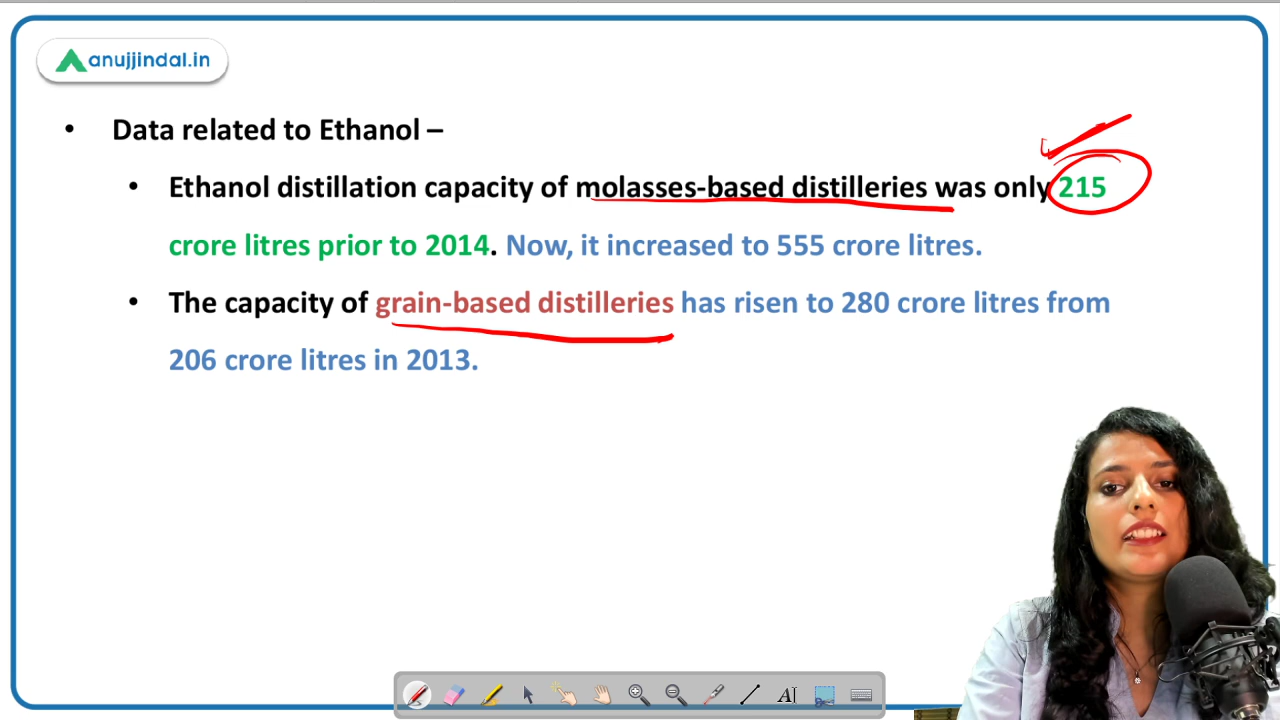 anujjindal.in
• Data related to Ethanol –
• Ethanol distillation capacity of molasses-based distilleries was only 215
crore litres prior to 2014. Now, it increased to 555 crore litres.
• The capacity of grain-based distilleries has risen to 280 crore litres from
206 crore litres in 2013.
AI